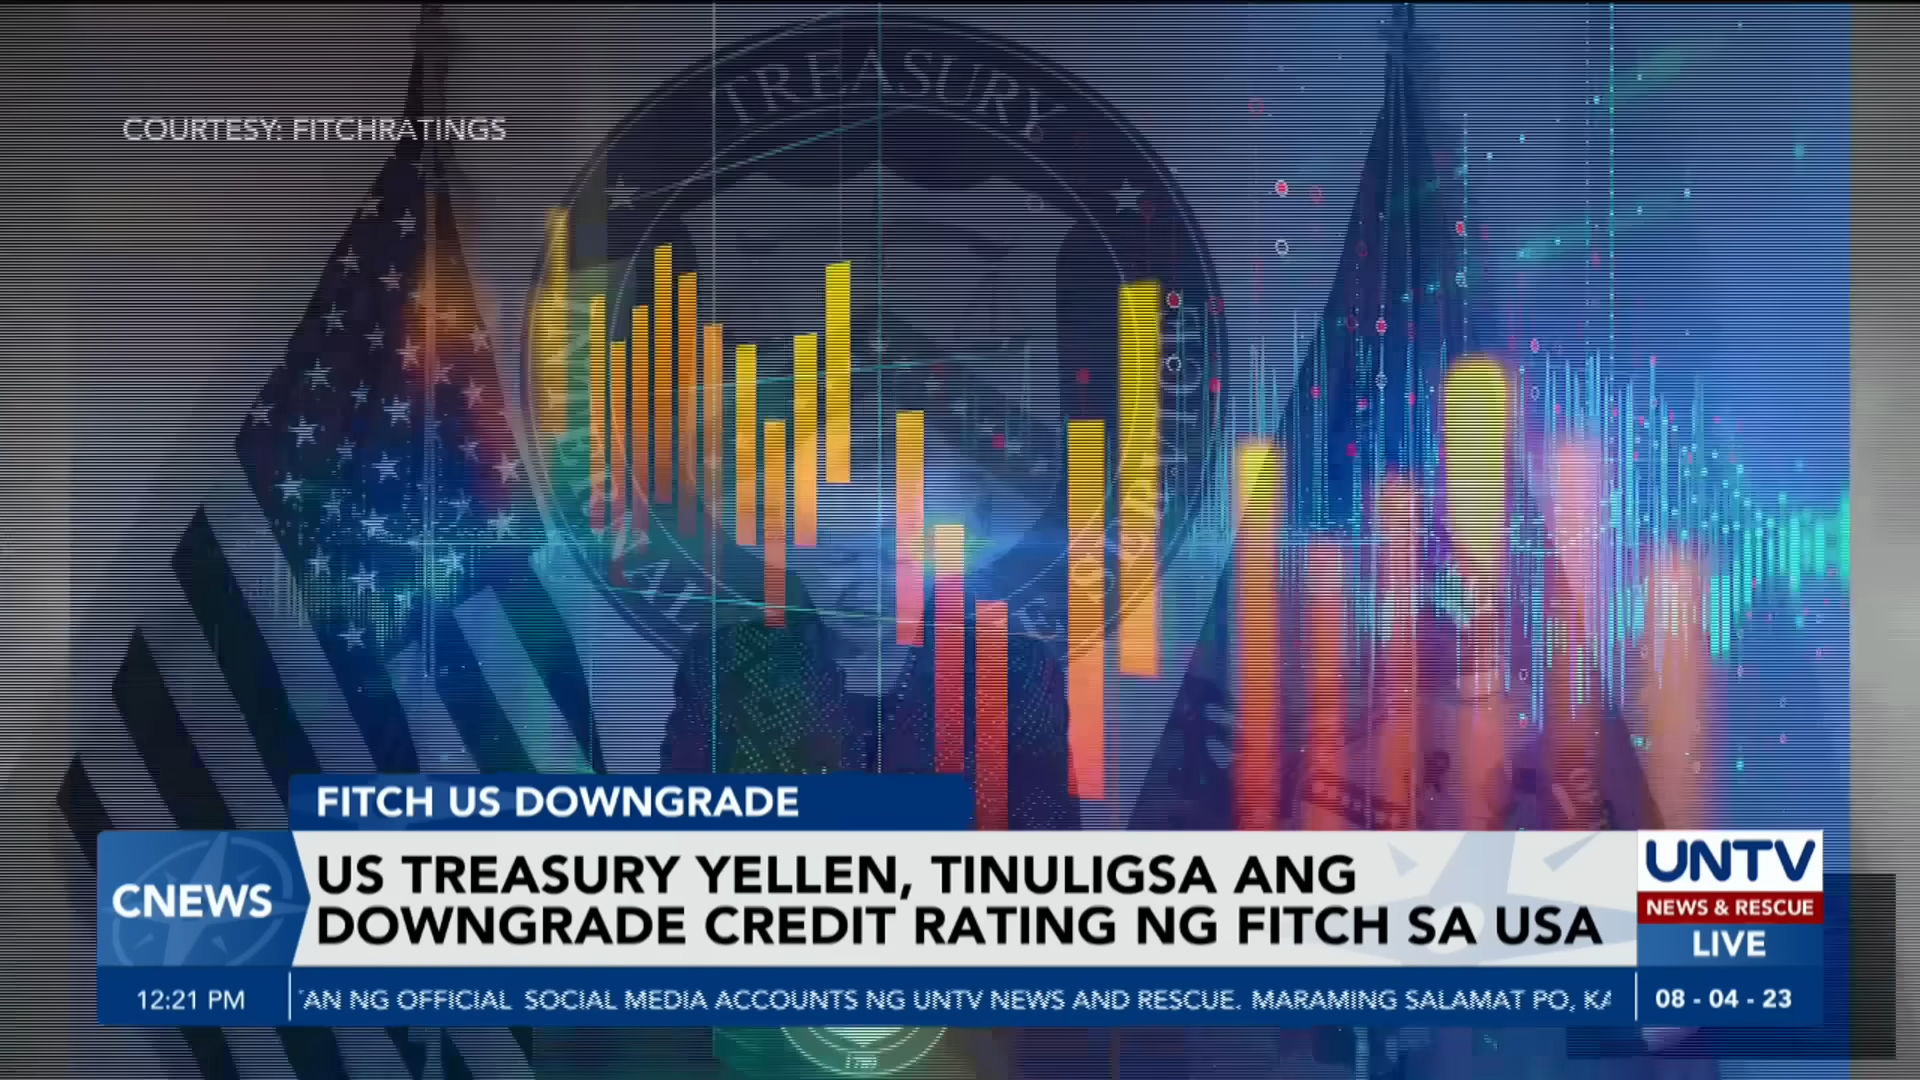 TREASURY
COURTESY: FITCHRATINGS
FITCH US DOWNGRADE
CNEWS
US TREASURY YELLEN, TINULIGSA ANG
DOWNGRADE CREDIT RATING NG FITCH SA USA
UNTV
NEWS & RESCUE
LIVE
12:21 PM
AN NG OFFICIAL SOCIAL MEDIA ACCOUNTS NG UNTV NEWS AND RESCUE. MARAMING SALAMAT PO, KA
08 - 04 - 23
1789